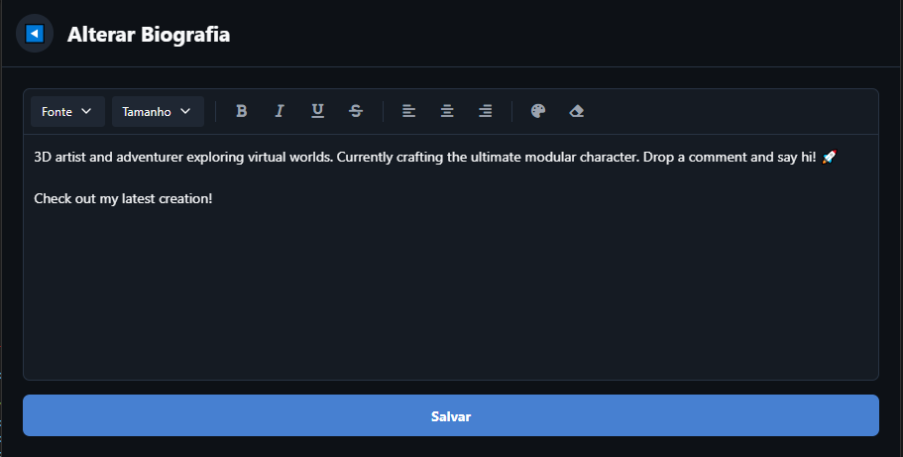 Alterar Biografia
Fonte Tamanho B I U S
3D artist and adventurer exploring virtual worlds. Currently crafting the ultimate modular character. Drop a comment and say hi! 🚀
Check out my latest creation!
Salvar